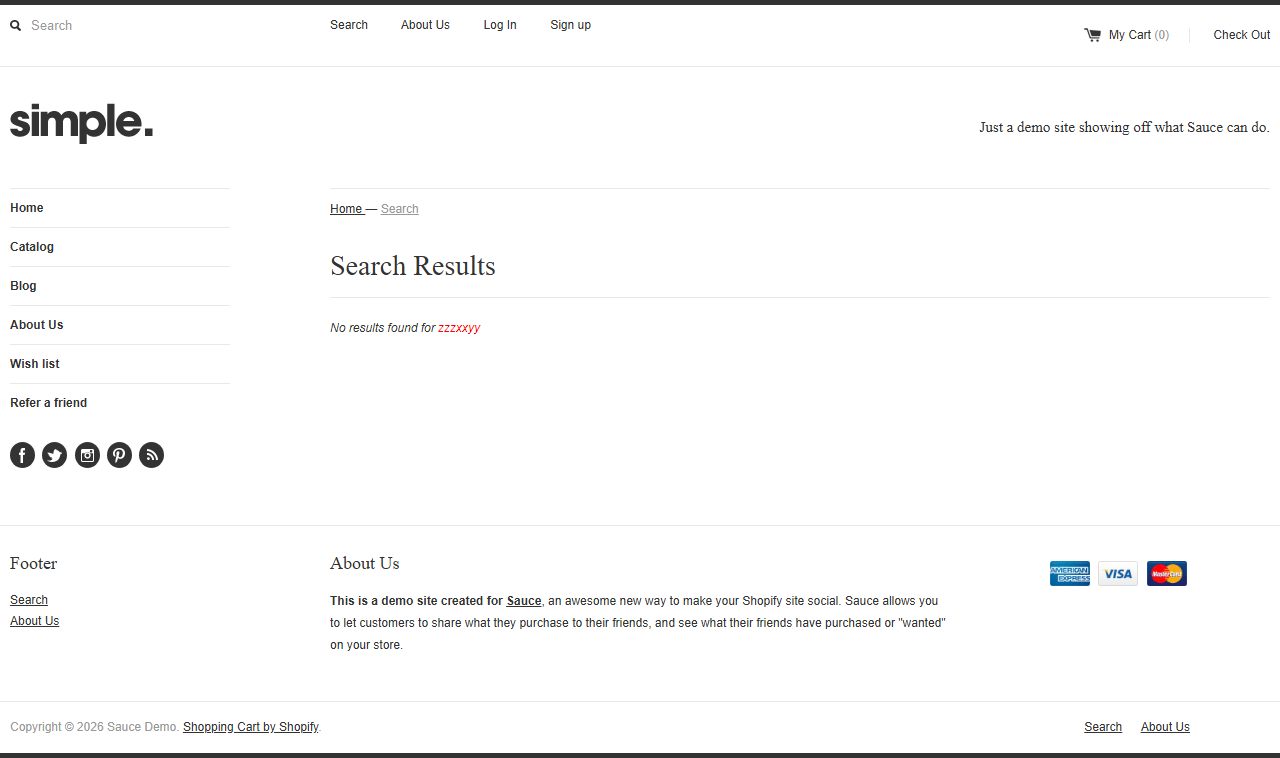 Search
Search About Us Log In Sign up
My Cart (0) Check Out
simple.
Just a demo site showing off what Sauce can do.
Home
Catalog
Blog
About Us
Wish list
Refer a friend
Home — Search
Search Results
No results found for zzzxxyy
Footer
Search
About Us
About Us
This is a demo site created for Sauce, an awesome new way to make your Shopify site social. Sauce allows you
to let customers to share what they purchase to their friends, and see what their friends have purchased or "wanted"
on your store.
AMERICAN EXPRESS VISA MasterCard
Copyright © 2026 Sauce Demo. Shopping Cart by Shopify.
Search About Us